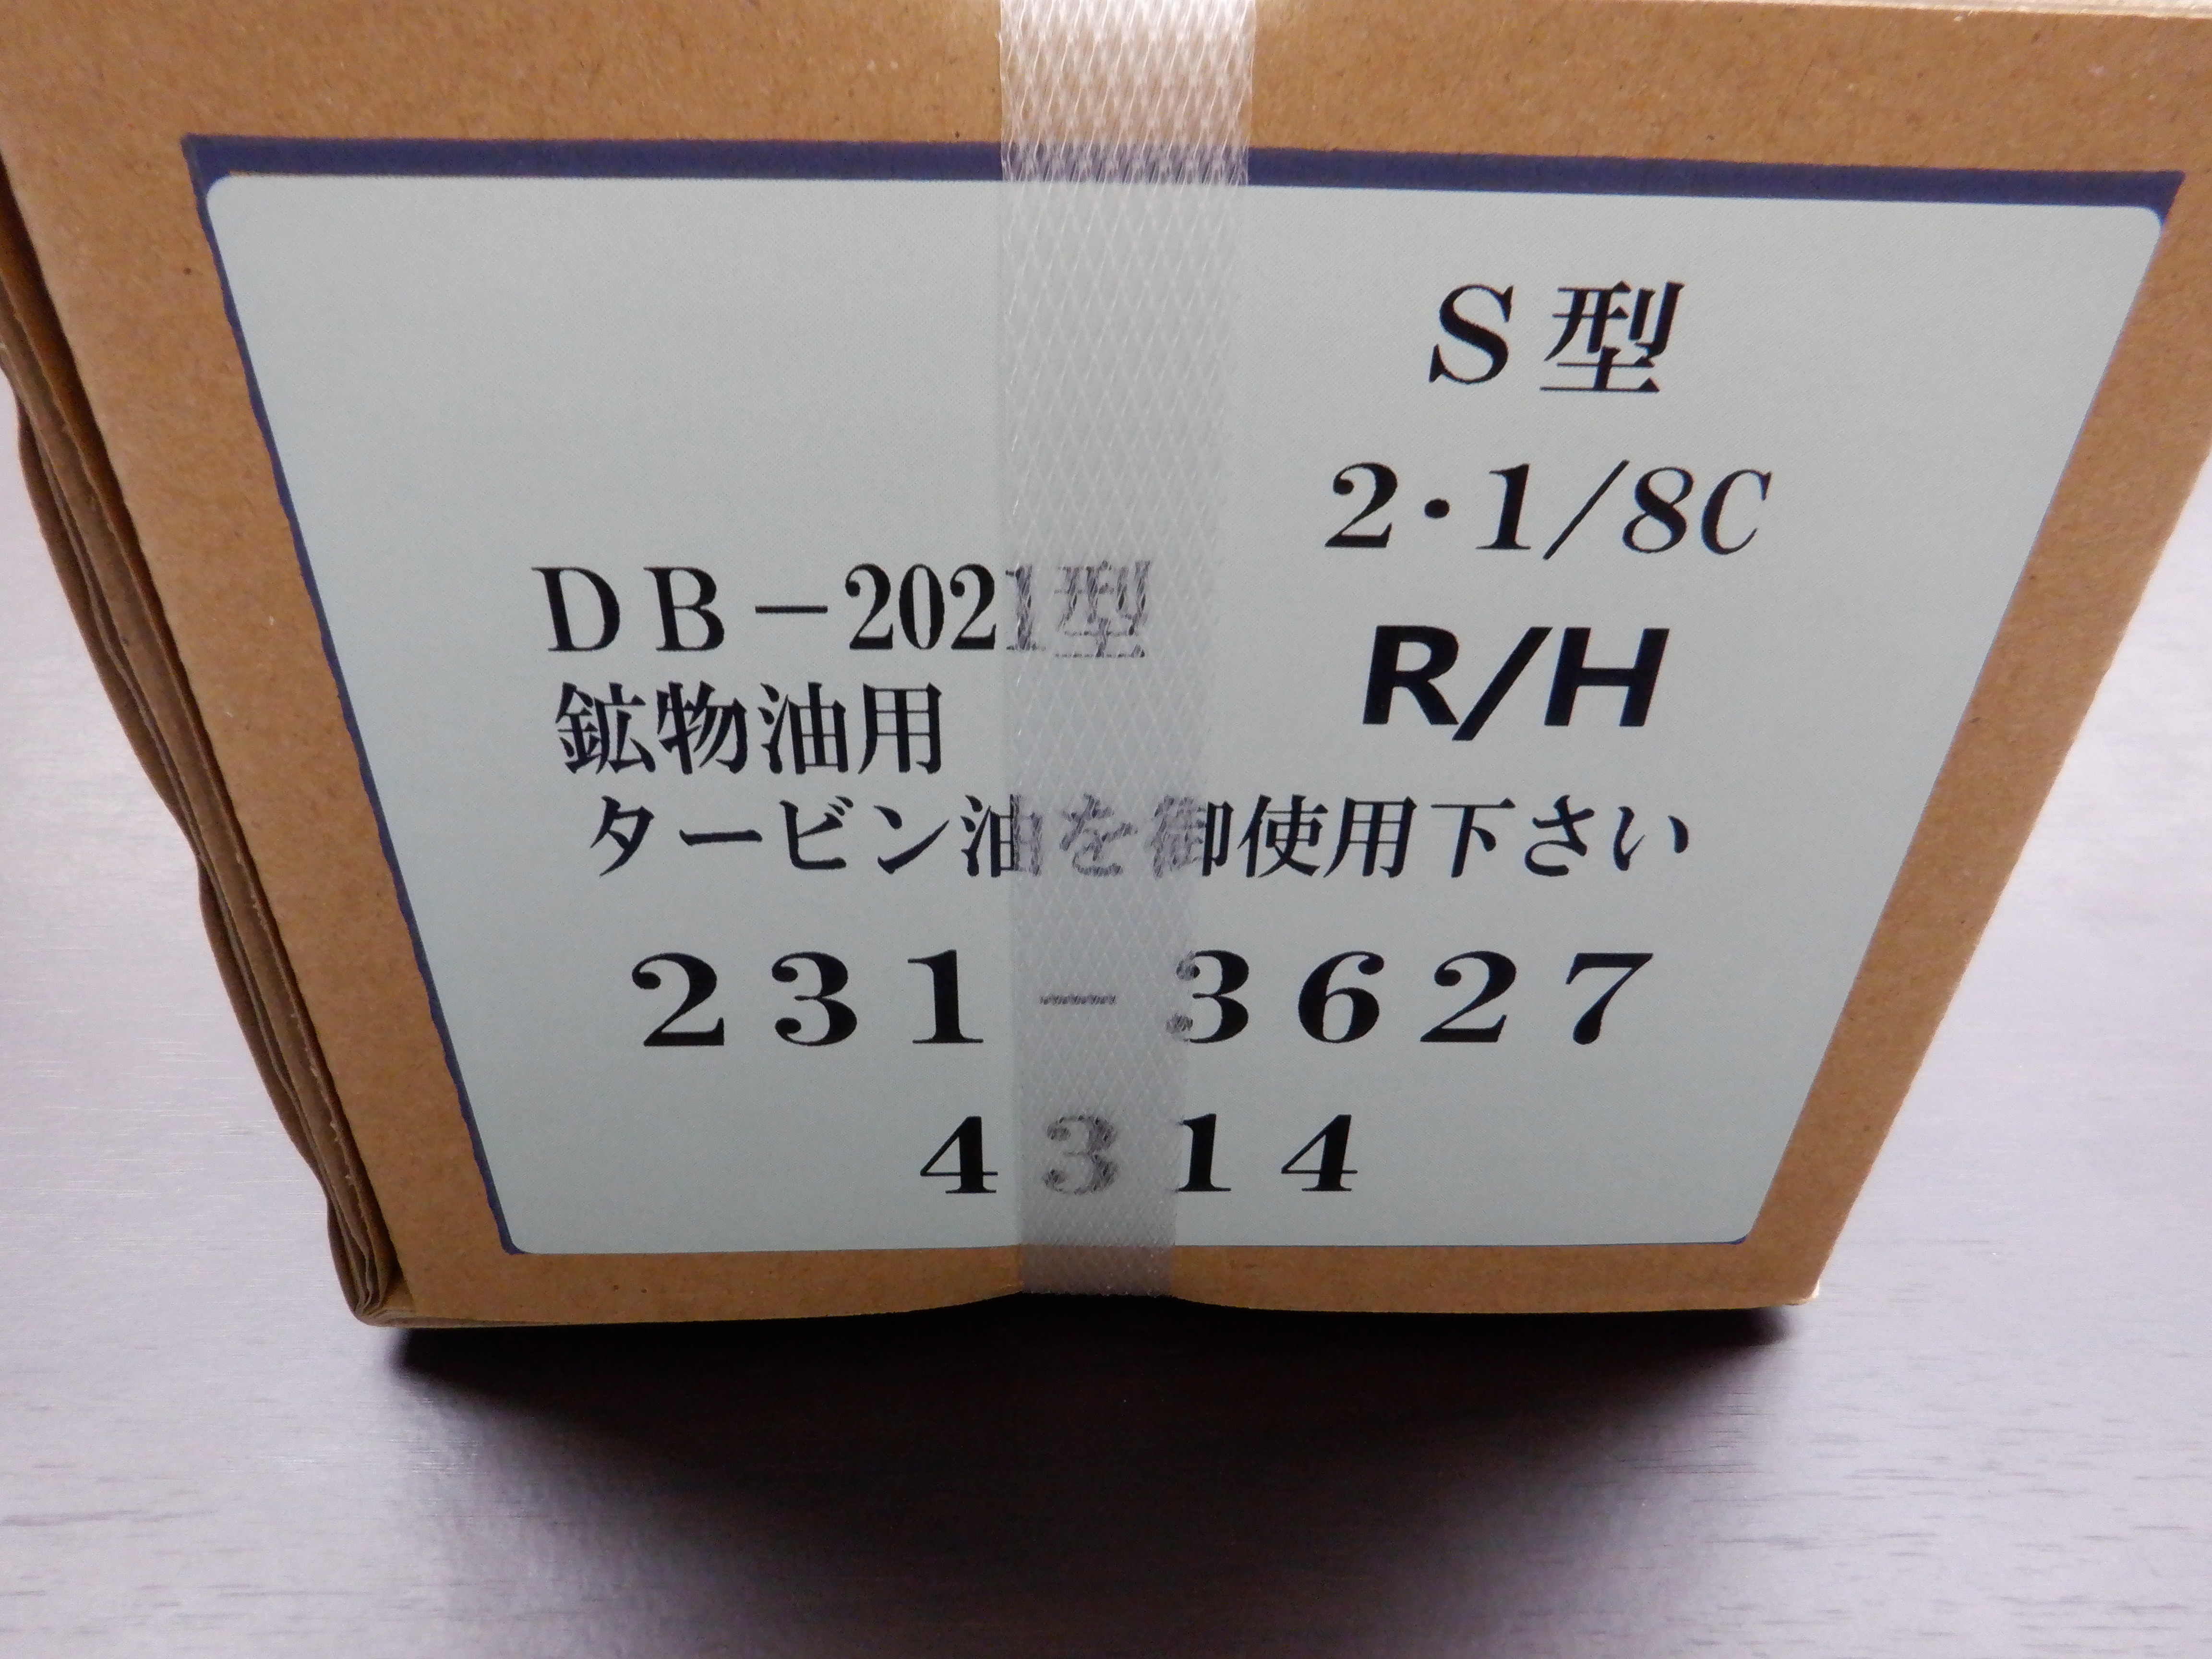 S型
2・1/8C
DB－2021型
R/H
鉱物油用
タービン油を御使用下さい
231－3627
4314